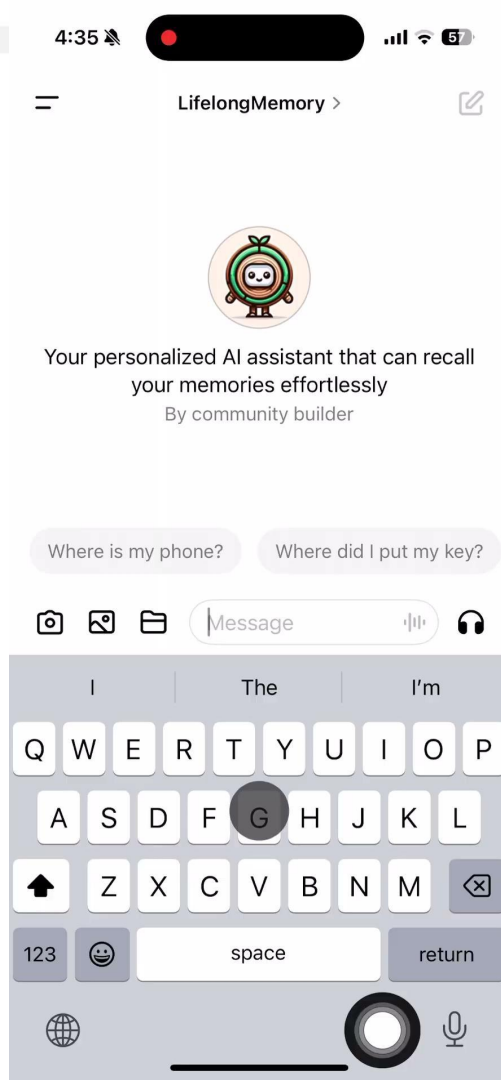 4:35
57
LifelongMemory >
Your personalized AI assistant that can recall
your memories effortlessly
By community builder
Where is my phone?
Where did I put my key?
Message
I
The
I'm
Q W E R T Y U I O P
A S D F G H J K L
Z X C V B N M
123
space
return